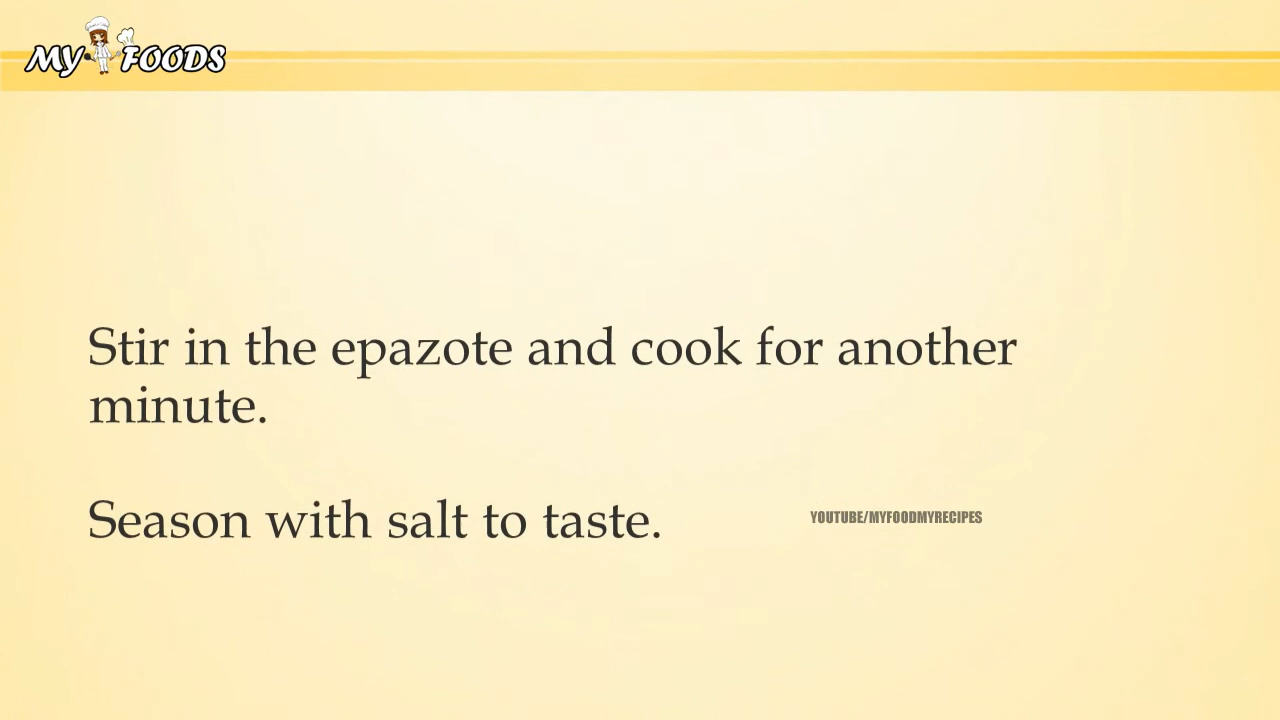 MY FOODS
Stir in the epazote and cook for another
minute.
Season with salt to taste.
YOUTUBE/MYFOODMYRECIPES